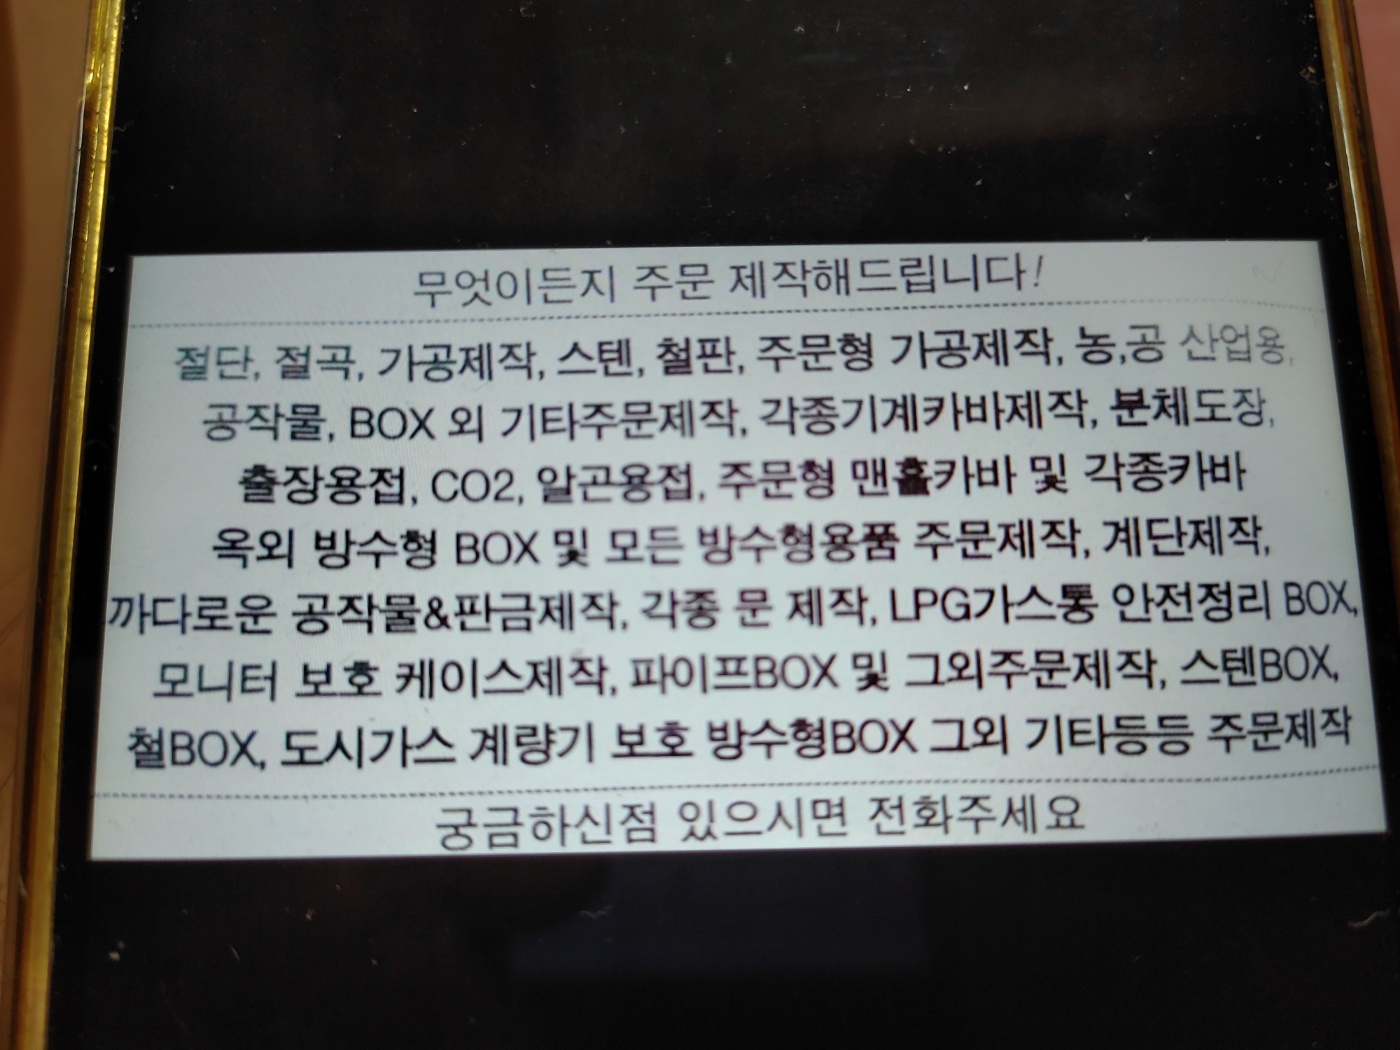 무엇이든지 주문 제작해드립니다!
절단, 절곡, 가공제작, 스텐, 철판, 주문형 가공제작, 농,공 산업용,
공작물, BOX 외 기타주문제작, 각종기계카바제작, 분체도장,
출장용접, CO2, 알곤용접, 주문형 맨홀카바 및 각종카바
옥외 방수형 BOX 및 모든 방수형용품 주문제작, 계단제작,
까다로운 공작물&판금제작, 각종 문 제작, LPG가스통 안전정리 BOX,
모니터 보호 케이스제작, 파이프BOX 및 그외주문제작, 스텐BOX,
철BOX, 도시가스 계량기 보호 방수형BOX 그외 기타등등 주문제작
궁금하신점 있으시면 전화주세요